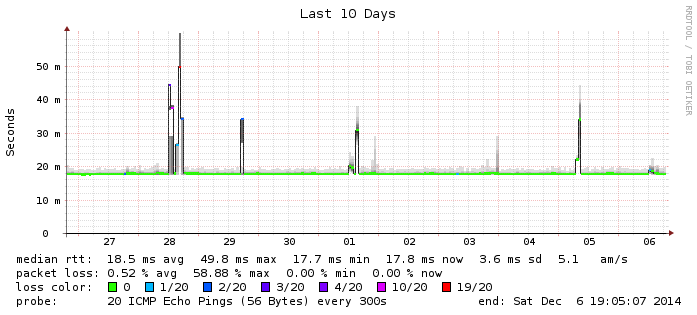 Last 10 Days
RRDTOOL / TOBI OETIKER
Seconds
50 m
40 m
30 m
20 m
10 m
0
27 28 29 30 01 02 03 04 05 06
median rtt: 18.5 ms avg 49.8 ms max 17.7 ms min 17.8 ms now 3.6 ms sd 5.1 am/s
packet loss: 0.52 % avg 58.88 % max 0.00 % min 0.00 % now
loss color: 0 1/20 2/20 3/20 4/20 10/20 19/20
probe: 20 ICMP Echo Pings (56 Bytes) every 300s end: Sat Dec 6 19:05:07 2014